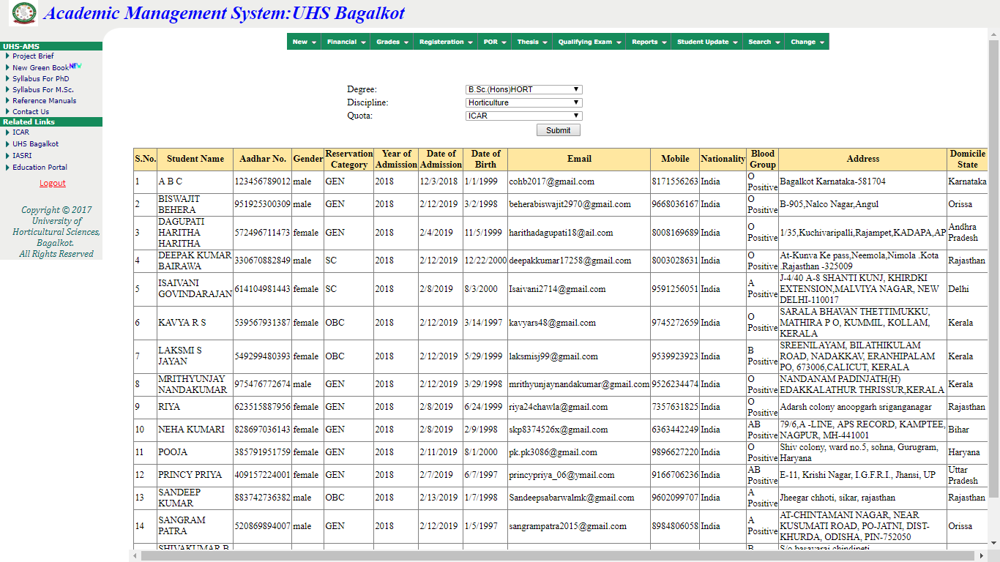 Academic Management System:UHS Bagalkot
New Financial Grades Registeration POR Thesis Qualifying Exam Reports Student Update Search Change
UHS-AMS
Project Brief
New Green Book NEW
Syllabus For PhD
Syllabus For M.Sc.
Reference Manuals
Contact Us
Related Links
ICAR
UHS Bagalkot
IASRI
Education Portal
Logout
Copyright © 2017
University of
Horticultural Sciences,
Bagalkot.
All Rights Reserved
Degree: B.Sc.(Hons)HORT
Discipline: Horticulture
Quota: ICAR
Submit
S.No. Student Name Aadhar No. Gender Reservation Category Year of Admission Date of Admission Date of Birth Email Mobile Nationality Blood Group Address Domicile State
1 A B C 123456789012 male GEN 2018 12/3/2018 1/1/1999 cohb2017@gmail.com 8171556263 India O Positive Bagalkot Karnataka-581704 Karnataka
2 BISWAJIT BEHERA 951925300309 male GEN 2018 2/12/2019 3/2/1998 beherabiswajit2970@gmail.com 9668036167 India O Positive B-905,Nalco Nagar,Angul Orissa
3 DAGUPATI HARITHA HARITHA 572496711473 female GEN 2018 2/4/2019 11/5/1999 harithadagupati18@ail.com 8008169689 India O Positive 1/35,Kuchivaripalli,Rajampet,KADAPA,AP Andhra Pradesh
4 DEEPAK KUMAR BAIRAWA 330670882849 male SC 2018 2/12/2019 12/22/2000 deepakkumar17258@gmail.com 8003028631 India O Positive At-Kunva Ke pass,Neemola,Nimola .Kota .Rajasthan -325009 Rajasthan
5 ISAIVANI GOVINDARAJAN 614104981443 female SC 2018 2/8/2019 8/3/2000 Isaivani2714@gmail.com 9591256051 India A Positive J-4/40 A-8 SHANTI KUNJ, KHIRDKI EXTENSION,MALVIYA NAGAR, NEW DELHI-110017 Delhi
6 KAVYA R S 539567931387 female OBC 2018 2/12/2019 3/14/1997 kavyars48@gmail.com 9745272659 India O Positive SARALA BHAVAN THETTIMUKKU, MATHIRA P O, KUMMIL, KOLLAM, KERALA Kerala
7 LAKSMI S JAYAN 549299480393 female OBC 2018 2/12/2019 5/29/1999 laksmisj99@gmail.com 9539923923 India B Positive SREENILAYAM, BILATHIKULAM ROAD, NADAKKAV, ERANHIPALAM PO, 673006,CALICUT, KERALA Kerala
8 MRITHYUNJAY NANDAKUMAR 975476772674 male GEN 2018 2/12/2019 3/29/1998 mrithyunjaynandakumar@gmail.com 9526234474 India O Positive NANDANAM PADINJATH(H) EDAKKALATHUR THRISSUR,KERALA Kerala
9 RIYA 623515887956 female GEN 2018 2/8/2019 6/24/1999 riya24chawla@gmail.com 7357631825 India O Positive Adarsh colony anoopgarh sriganganagar Rajasthan
10 NEHA KUMARI 828697036143 female GEN 2018 2/8/2019 2/9/1998 skp8374526x@gmail.com 6363442249 India AB Positive 79/6,A -LINE, APS RECORD, KAMPTEE, NAGPUR, MH-441001 Bihar
11 POOJA 385791951759 female GEN 2018 2/11/2019 8/1/2000 pk.pk3086@gmail.com 9896627220 India O Positive Shiv colony, ward no.5, sohna, Gurugram, Haryana Haryana
12 PRINCY PRIYA 409157224001 female GEN 2018 2/7/2019 6/7/1997 princypriya_06@ymail.com 9166706236 India AB Positive E-11, Krishi Nagar, I.G.F.R.I., Jhansi, UP Uttar Pradesh
13 SANDEEP KUMAR 883742736382 male OBC 2018 2/13/2019 1/7/1998 Sandeepsabarwalmk@gmail.com 9602099707 India A Positive Jheegar chhoti, sikar, rajasthan Rajasthan
14 SANGRAM PATRA 520869894007 male GEN 2018 2/12/2019 1/5/1997 sangrampatra2015@gmail.com 8984806058 India A Positive AT-CHINTAMANI NAGAR, NEAR KUSUMATI ROAD, PO-JATNI, DIST-KHURDA, ODISHA, PIN-752050 Orissa
SHIVAKUMAR B B S/o basavaraj chindipeti